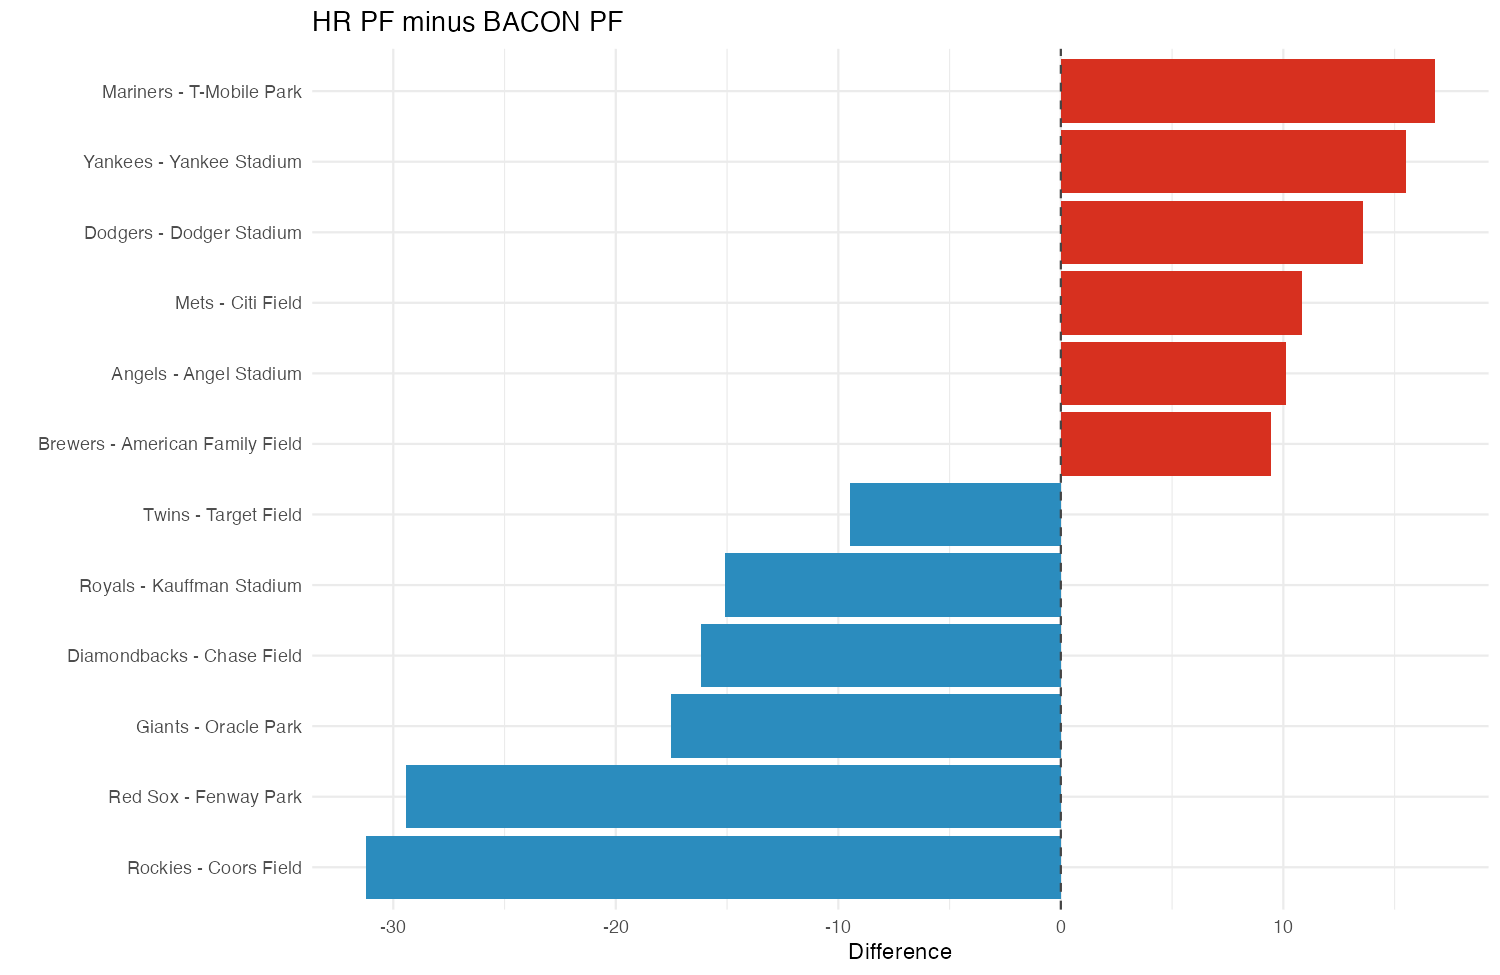 HR PF minus BACON PF
Mariners - T-Mobile Park
Yankees - Yankee Stadium
Dodgers - Dodger Stadium
Mets - Citi Field
Angels - Angel Stadium
Brewers - American Family Field
Twins - Target Field
Royals - Kauffman Stadium
Diamondbacks - Chase Field
Giants - Oracle Park
Red Sox - Fenway Park
Rockies - Coors Field
-30 -20 -10 0 10
Difference